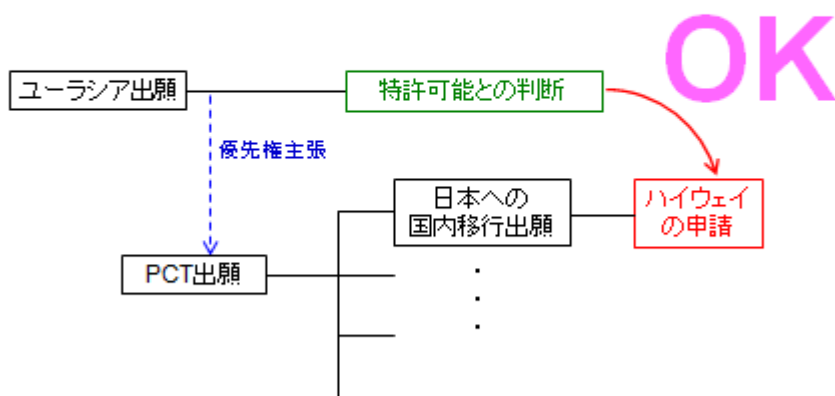 OK
ユーラシア出願
特許可能との判断
優先権主張
日本への
国内移行出願
ハイウェイ
の申請
PCT出願